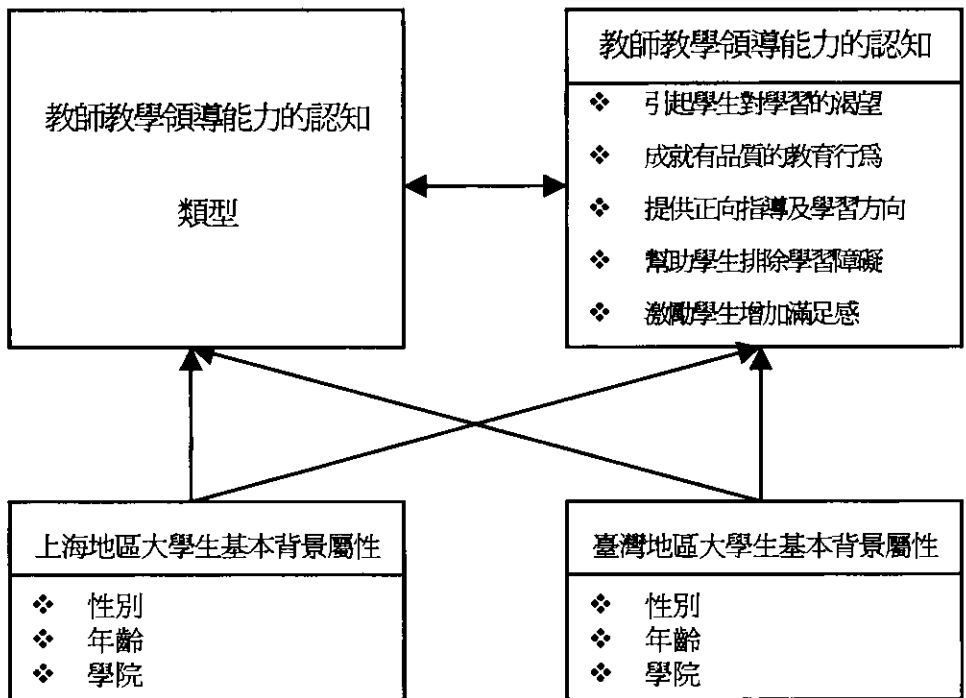 教師教學領導能力的認知
類型
教師教學領導能力的認知
❖ 引起學生對學習的渴望
❖ 成就有品質的教育行為
❖ 提供正向指導及學習方向
❖ 幫助學生排除學習障礙
❖ 激勵學生增加滿足感
上海地區大學生基本背景屬性
❖ 性別
❖ 年齡
❖ 學院
臺灣地區大學生基本背景屬性
❖ 性別
❖ 年齡
❖ 學院